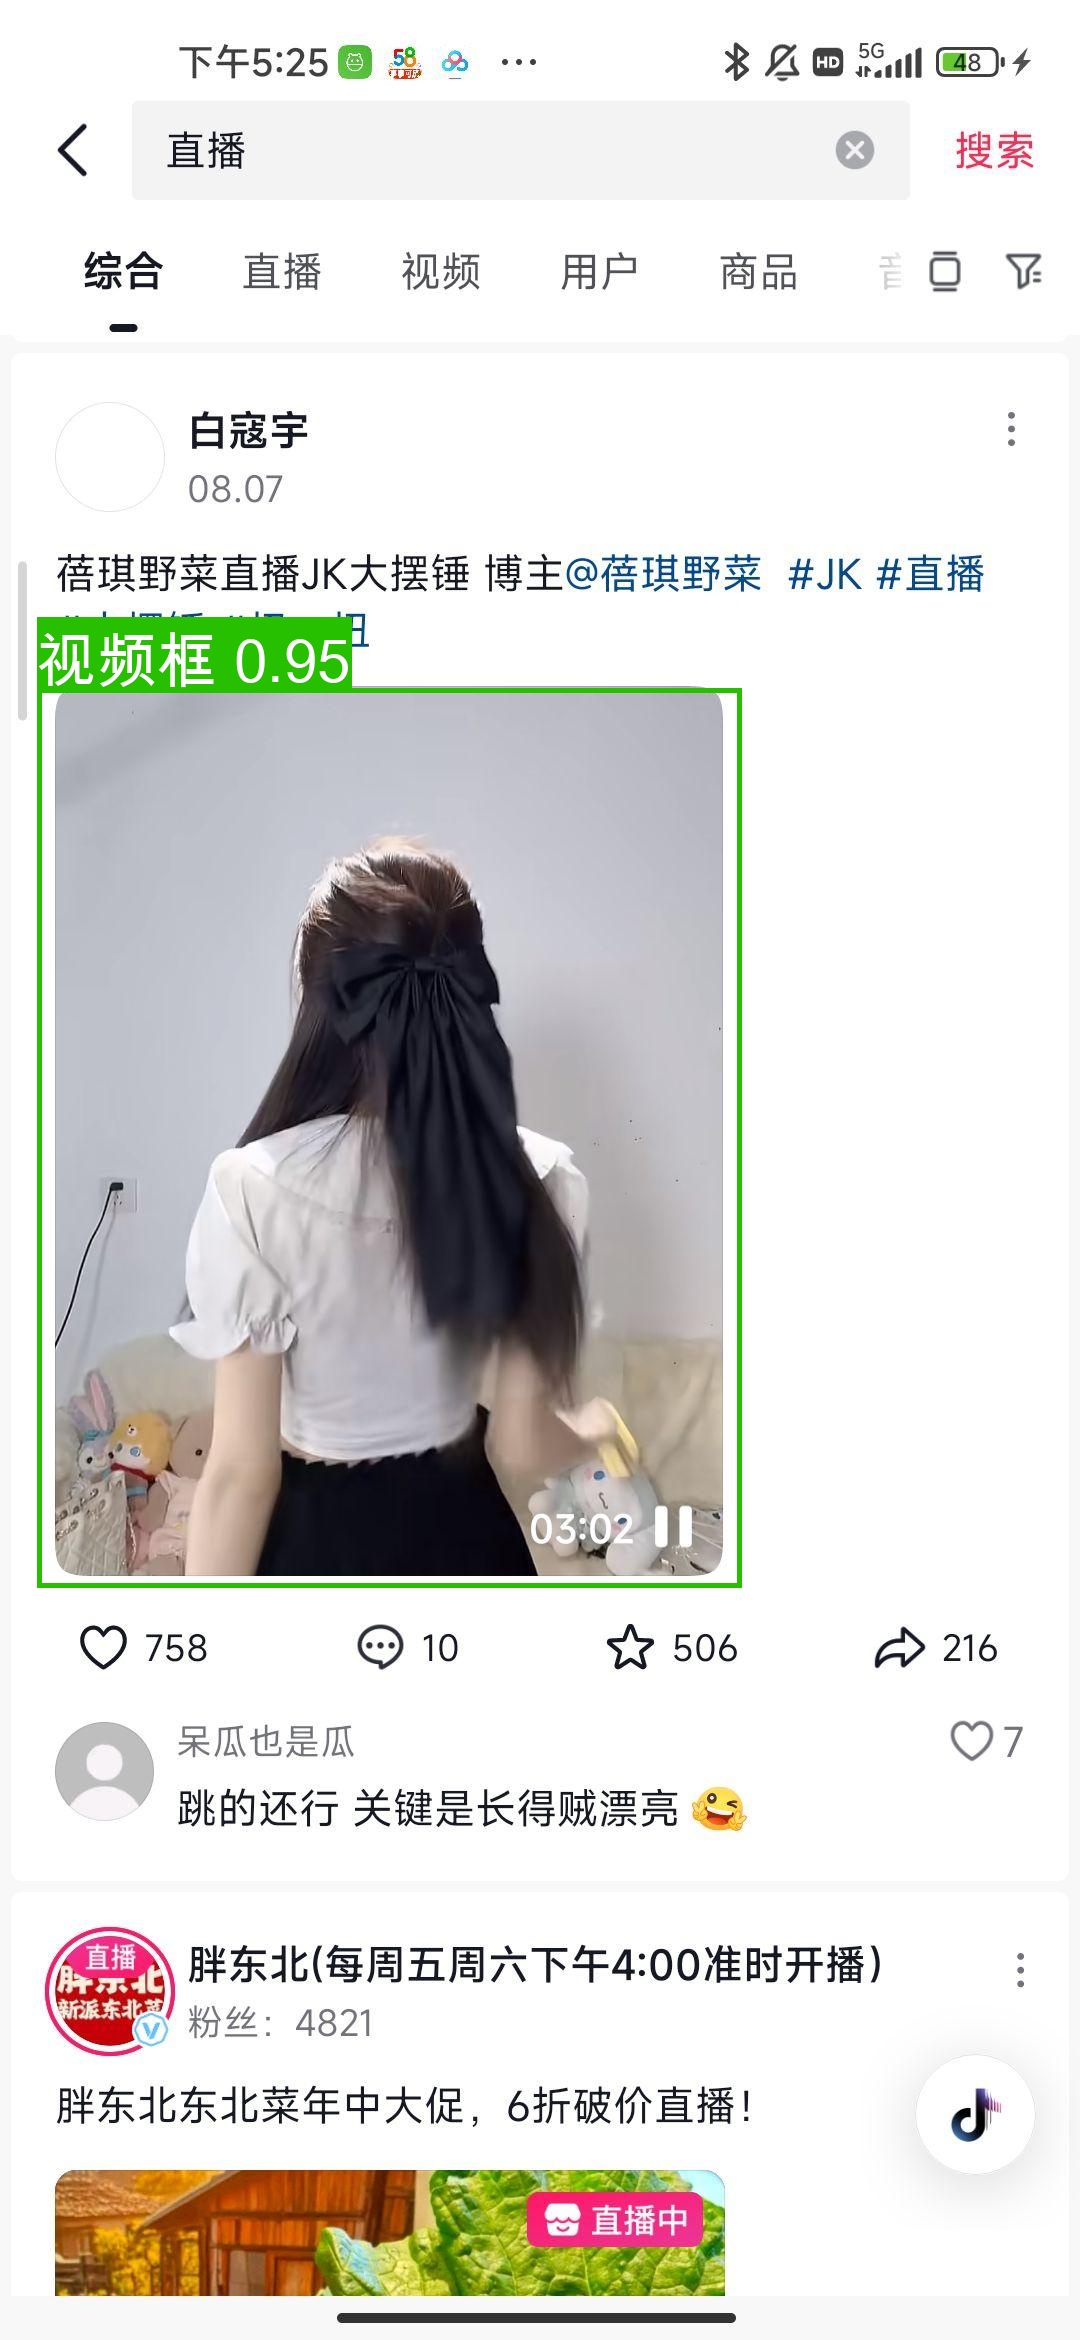 下午5:25 58 ··· HD 5G 48
直播 搜索
综合 直播 视频 用户 商品
白寇宇
08.07
蓓琪野菜直播JK大摆锤 博主@蓓琪野菜 #JK #直播
视频框 0.95
03:02
758 10 506 216
呆瓜也是瓜 7
跳的还行 关键是长得贼漂亮
直播
胖东北
新派东北菜
胖东北(每周五周六下午4:00准时开播)
粉丝：4821
胖东北东北菜年中大促，6折破价直播！
直播中